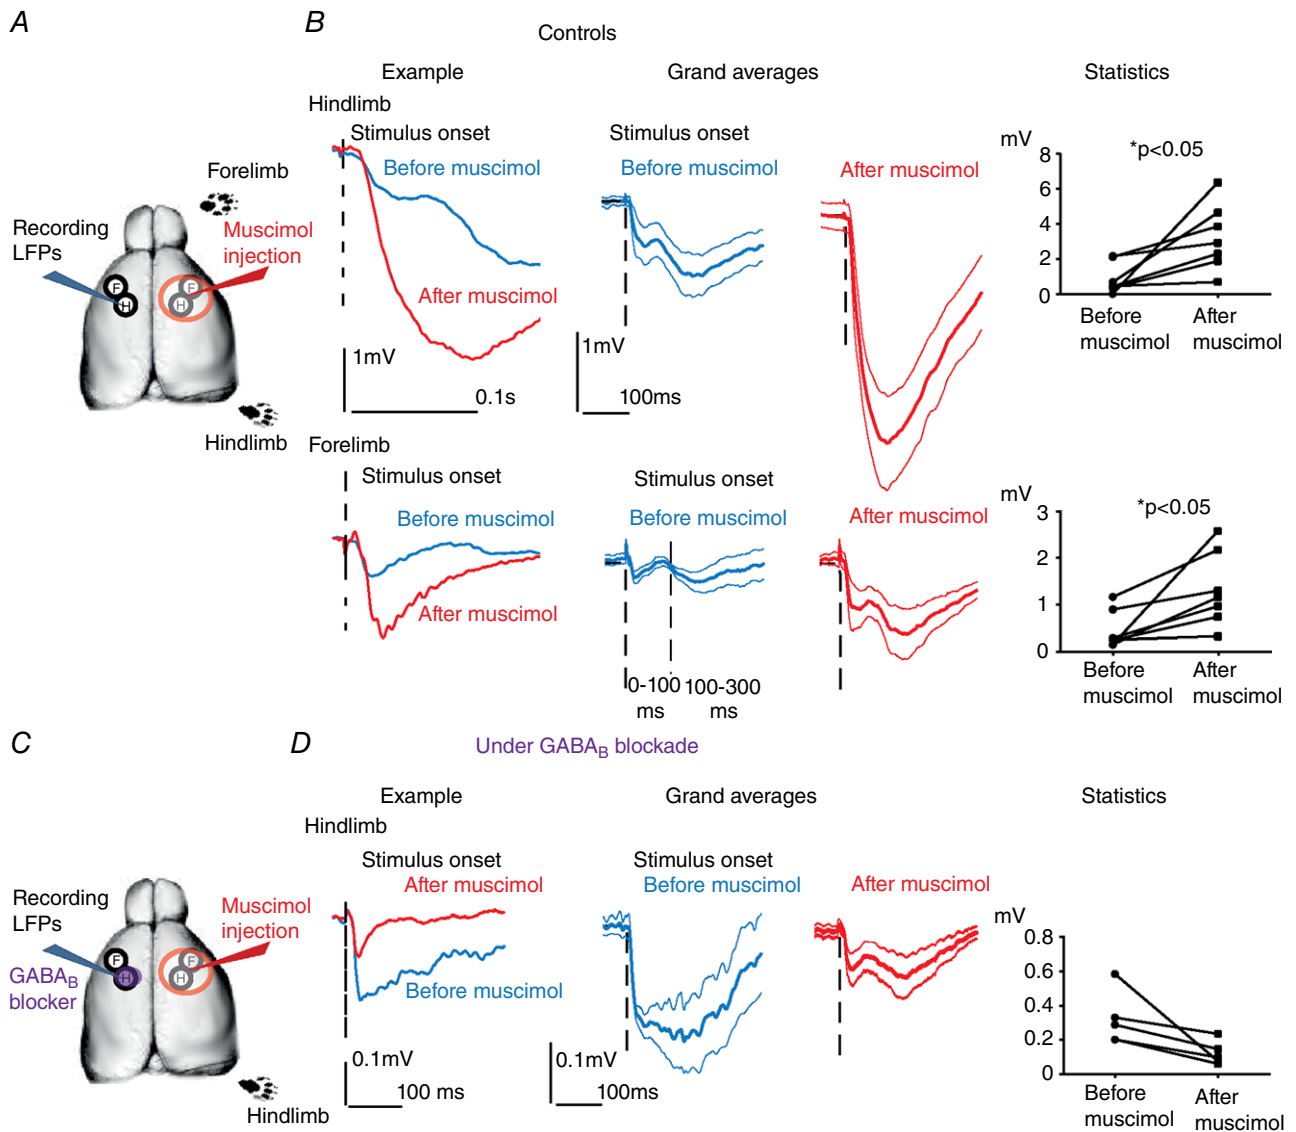 A
B
Controls
Example
Grand averages
Statistics
Hindlimb
Stimulus onset
Stimulus onset
Before muscimol
Before muscimol
After muscimol
After muscimol
1mV
0.1s
1mV
100ms
mV
*p<0.05
8
6
4
2
0
Before
muscimol
After
muscimol
Forelimb
Recording
LFPs
Muscimol
injection
F
H
F
H
Hindlimb
Forelimb
Stimulus onset
Stimulus onset
Before muscimol
Before muscimol
After muscimol
After muscimol
0-100
ms
100-300
ms
mV
*p<0.05
3
2
1
0
Before
muscimol
After
muscimol
C
D
Under GABAB blockade
Example
Grand averages
Statistics
Hindlimb
Stimulus onset
Stimulus onset
After muscimol
Before muscimol
Before muscimol
After muscimol
0.1mV
100 ms
0.1mV
100ms
mV
0.8
0.6
0.4
0.2
0
Before
muscimol
After
muscimol
Recording
LFPs
Muscimol
injection
GABAB
blocker
F
H
F
H
Hindlimb